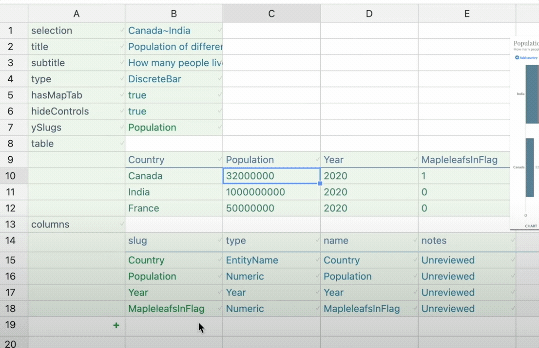 A B C D E
1 selection Canada~India
2 title Population of differer
3 subtitle How many people liv
4 type DiscreteBar
5 hasMapTab true
6 hideControls true
7 ySlugs Population
8 table
9 Country Population Year MapleleafsInFlag
10 Canada 32000000 2020 1
11 India 1000000000 2020 0
12 France 50000000 2020 0
13 columns
14 slug type name notes
15 Country EntityName Country Unreviewed
16 Population Numeric Population Unreviewed
17 Year Year Year Unreviewed
18 MapleleafsInFlag Numeric MapleleafsInFlag Unreviewed
19 +
20
Populatio
India
CHART